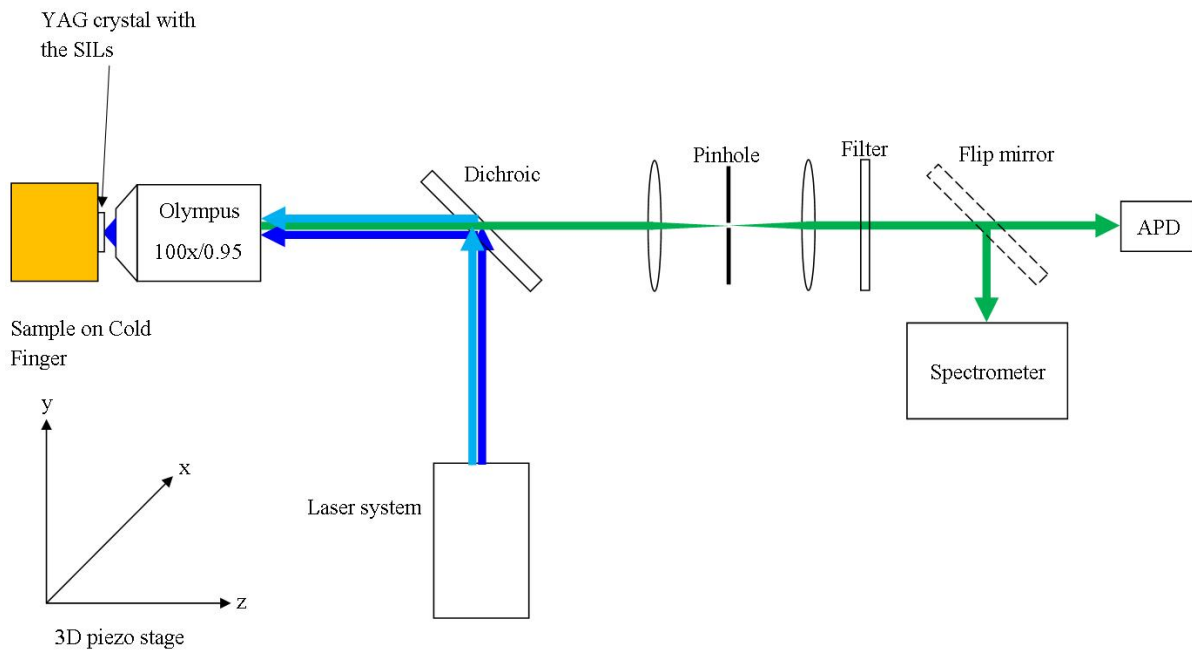 YAG crystal with
the SILs
Olympus
100x/0.95
Dichroic
Pinhole
Filter
Flip mirror
APD
Spectrometer
Sample on Cold
Finger
Laser system
y
x
z
3D piezo stage